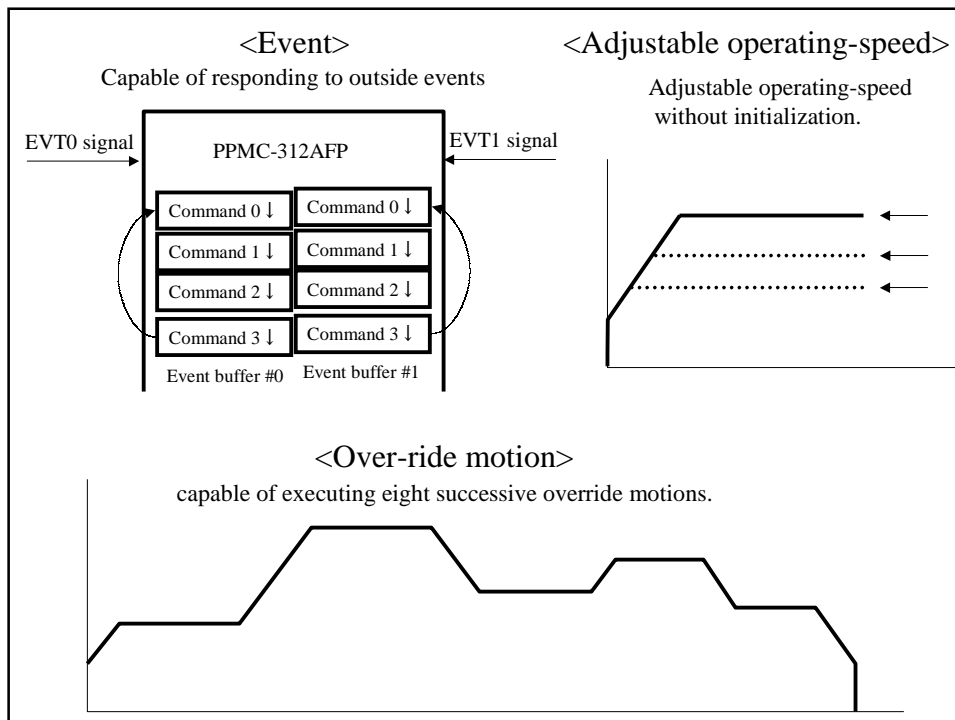 <Event>
Capable of responding to outside events
EVT0 signal
EVT1 signal
PPMC-312AFP
Command 0 ↓
Command 0 ↓
Command 1 ↓
Command 1 ↓
Command 2 ↓
Command 2 ↓
Command 3 ↓
Command 3 ↓
Event buffer #0
Event buffer #1
<Adjustable operating-speed>
Adjustable operating-speed
without initialization.
<Over-ride motion>
capable of executing eight successive override motions.